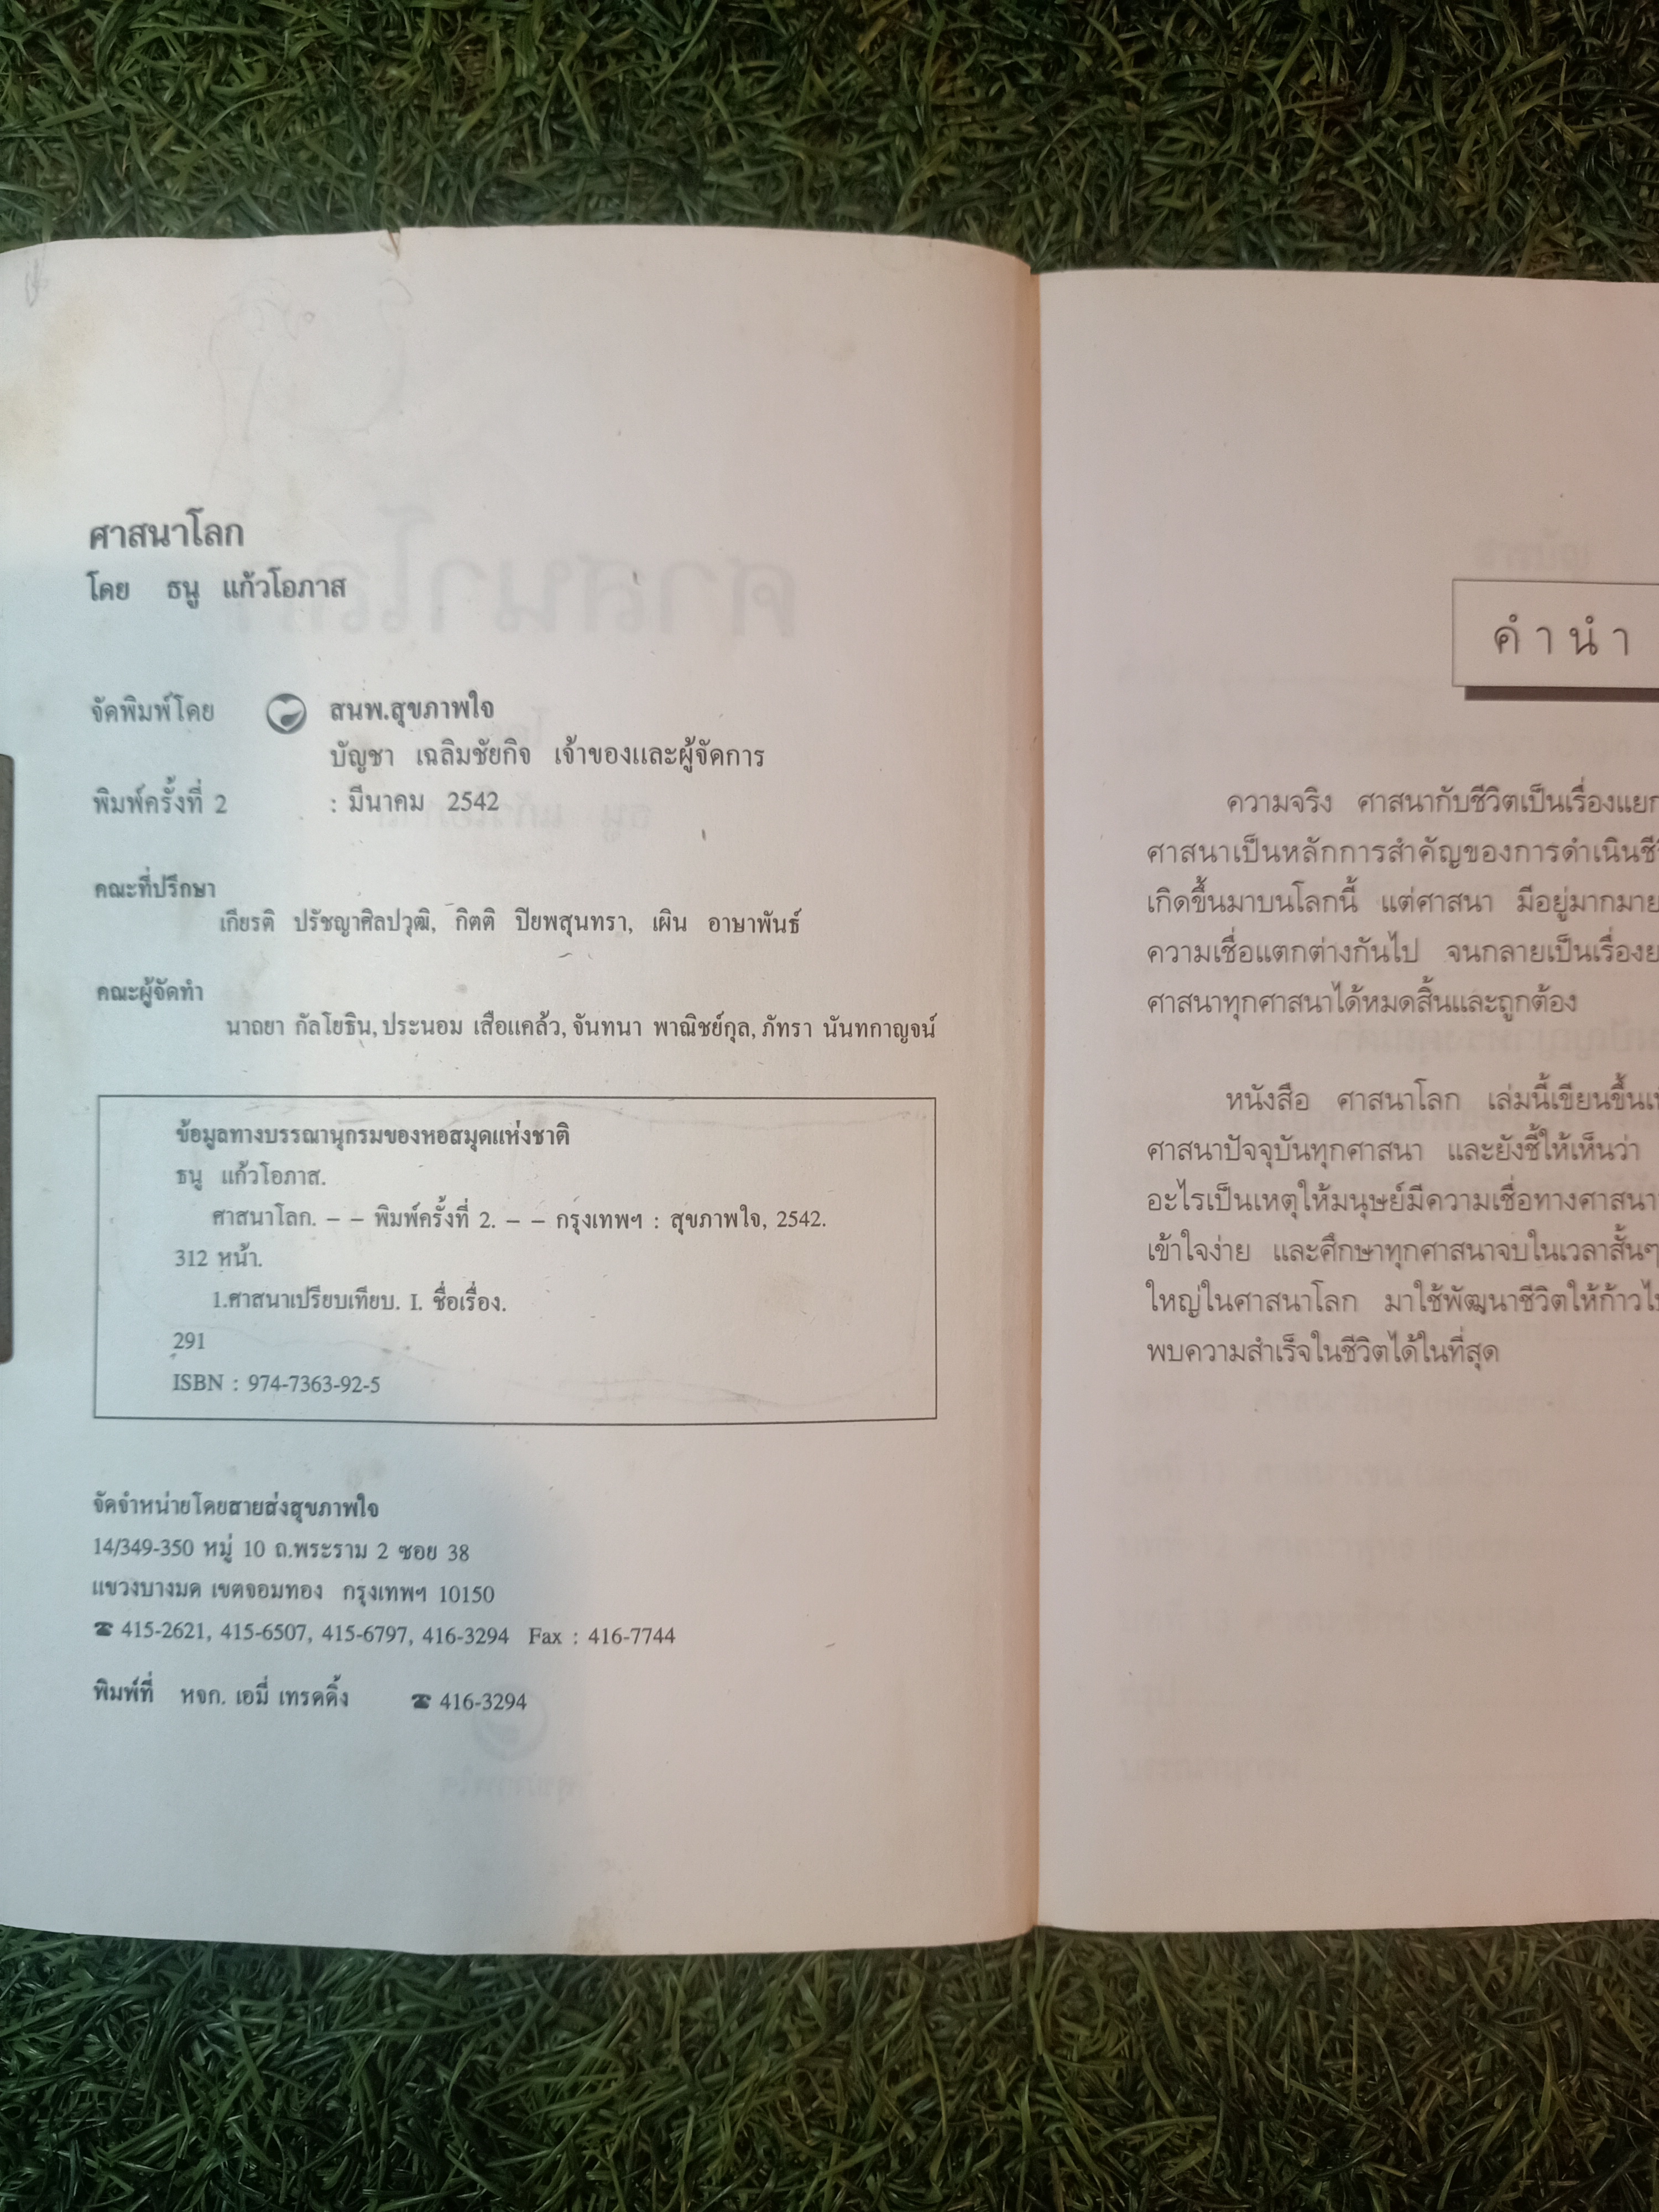 ศาสนาโลก
โดย ธนู แก้วโอภาส
จัดพิมพ์โดย สนพ.สุขภาพใจ
บัญชา เฉลิมชัยกิจ เจ้าของและผู้จัดการ
พิมพ์ครั้งที่ 2 : มีนาคม 2542
คณะที่ปรึกษา
เกียรติ ปรัชญาศิลปวุฒิ, กิตติ ปิยพสุนทรา, เผิน อาษาพันธ์
คณะผู้จัดทำ
นาถยา กัลโยธิน, ประนอม เสือแคล้ว, จันทนา พาณิชย์กุล, ภัทรา นันทกาญจน์
ข้อมูลทางบรรณานุกรมของหอสมุดแห่งชาติ
ธนู แก้วโอภาส.
ศาสนาโลก. – – พิมพ์ครั้งที่ 2. – – กรุงเทพฯ : สุขภาพใจ, 2542.
312 หน้า.
1.ศาสนาเปรียบเทียบ. I. ชื่อเรื่อง.
291
ISBN : 974-7363-92-5
จัดจำหน่ายโดยสายส่งสุขภาพใจ
14/349-350 หมู่ 10 ถ.พระราม 2 ซอย 38
แขวงบางมด เขตจอมทอง กรุงเทพฯ 10150
☎ 415-2621, 415-6507, 415-6797, 416-3294 Fax : 416-7744
พิมพ์ที่ หจก. เอมี่ เทรดดิ้ง ☎ 416-3294
คำนำ
ความจริง ศาสนากับชีวิตเป็นเรื่องแยก
ศาสนาเป็นหลักการสำคัญของการดำเนินชี
เกิดขึ้นมาบนโลกนี้ แต่ศาสนา มีอยู่มากมาย
ความเชื่อแตกต่างกันไป จนกลายเป็นเรื่อง
ศาสนาทุกศาสนาได้หมดสิ้นและถูกต้อง
หนังสือ ศาสนาโลก เล่มนี้เขียนขึ้น
ศาสนาปัจจุบันทุกศาสนา และยังชี้ให้เห็นว่า
อะไรเป็นเหตุให้มนุษย์มีความเชื่อทางศาสนา
เข้าใจง่าย และศึกษาทุกศาสนาจบในเวลาสั้นๆ
ใหญ่ในศาสนาโลก มาใช้พัฒนาชีวิตให้ก้าว
พบความสำเร็จในชีวิตได้ในที่สุด